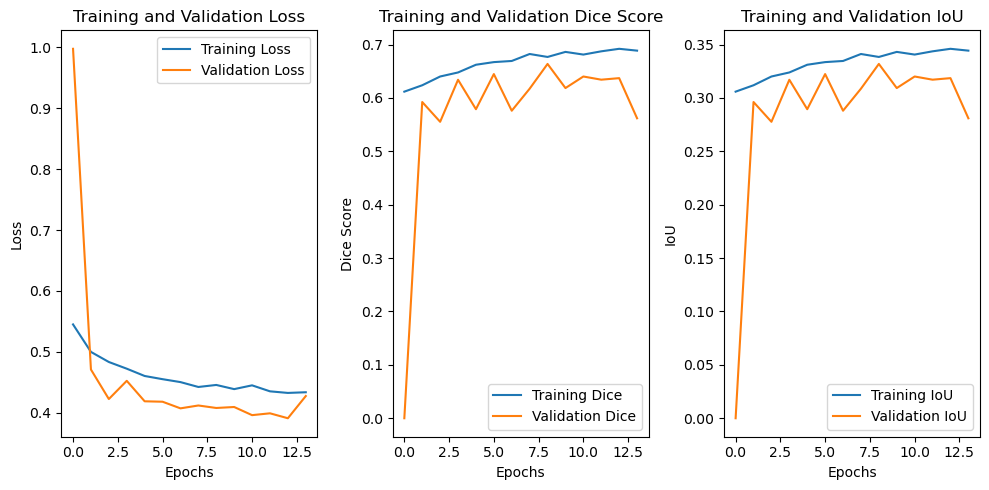 Training and Validation Loss
Training Loss
Validation Loss
1.0
0.9
0.8
0.7
0.6
0.5
0.4
Loss
0.0 2.5 5.0 7.5 10.0 12.5
Epochs
Training and Validation Dice Score
0.7
0.6
0.5
0.4
0.3
0.2
0.1
0.0
Dice Score
Training Dice
Validation Dice
0.0 2.5 5.0 7.5 10.0 12.5
Epochs
Training and Validation IoU
0.35
0.30
0.25
0.20
0.15
0.10
0.05
0.00
IoU
Training IoU
Validation IoU
0.0 2.5 5.0 7.5 10.0 12.5
Epochs